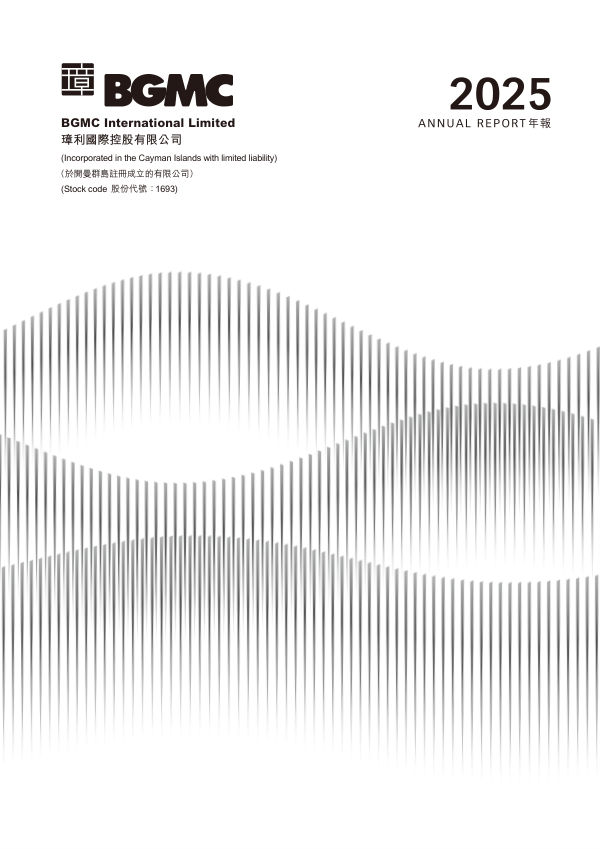 BGMC
BGMC International Limited
璋利國際控股有限公司
(Incorporated in the Cayman Islands with limited liability)
(於開曼群島註冊成立的有限公司)
(Stock code 股份代號：1693)
2025
ANNUAL REPORT 年報